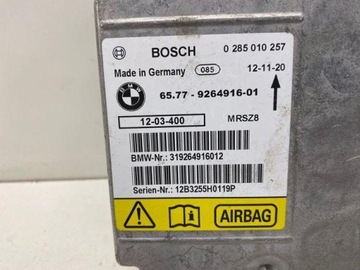 BOSCH 0 285 010 257
Made in Germany 085 12-11-20
BMW 65.77 - 9264916-01
12-03-400 MRSZ8
BMW-Nr.: 319264916012
Serien-Nr.: 12B3255H0119P
AIRBAG